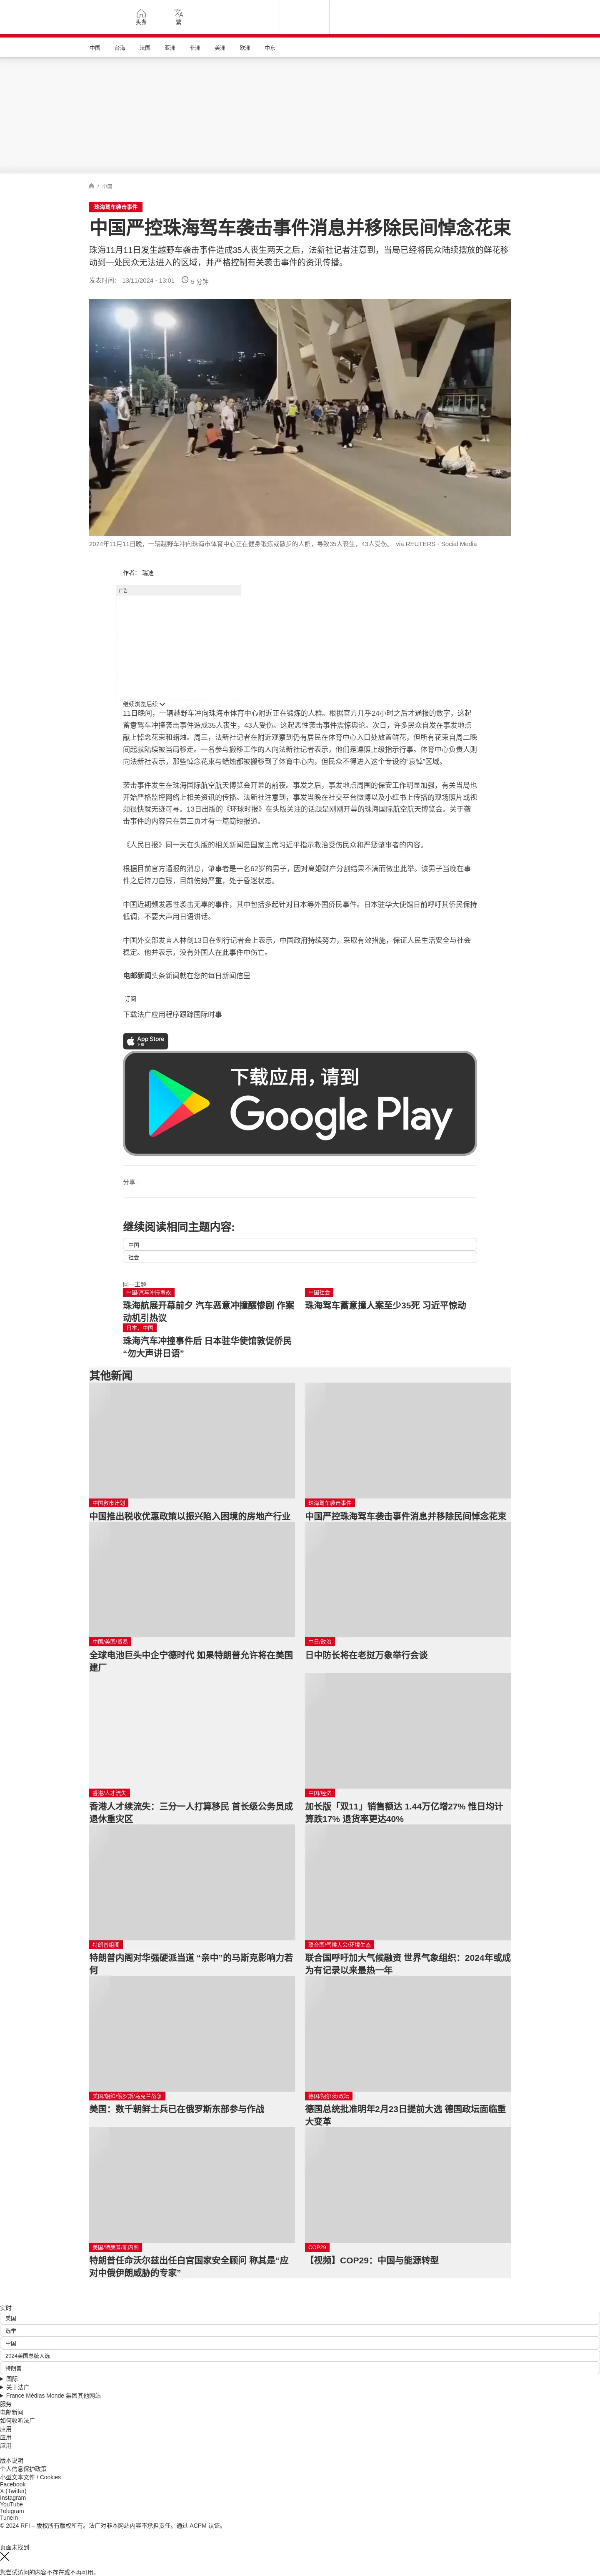 头条
繁
中国
台海
法国
亚洲
非洲
美洲
欧洲
中东
/ 中国
珠海驾车袭击事件
中国严控珠海驾车袭击事件消息并移除民间悼念花束
珠海11月11日发生越野车袭击事件造成35人丧生两天之后，法新社记者注意到，当局已经将民众陆续摆放的鲜花移
动到一处民众无法进入的区域，并严格控制有关袭击事件的资讯传播。
发表时间： 13/11/2024 - 13:01
5 分钟
2024年11月11日晚，一辆越野车冲向珠海市体育中心正在健身锻炼或散步的人群，导致35人丧生，43人受伤。 via REUTERS - Social Media
作者： 瑞迪
广告
继续浏览后续
11日晚间，一辆越野车冲向珠海市体育中心附近正在锻炼的人群。根据官方几乎24小时之后才通报的数字，这起
蓄意驾车冲撞袭击事件造成35人丧生，43人受伤。这起恶性袭击事件震惊舆论。次日，许多民众自发在事发地点
献上悼念花束和蜡烛。周三，法新社记者在附近观察到仍有居民在体育中心入口处放置鲜花，但所有花束自周二晚
间起就陆续被当局移走。一名参与搬移工作的人向法新社记者表示，他们是遵照上级指示行事。体育中心负责人则
向法新社表示，那些悼念花束与蜡烛都被搬移到了体育中心内，但民众不得进入这个专设的“哀悼”区域。
袭击事件发生在珠海国际航空航天博览会开幕的前夜。事发之后，事发地点周围的保安工作明显加强，有关当局也
开始严格监控网络上相关资讯的传播。法新社注意到，事发当晚在社交平台微博以及小红书上传播的现场照片或视
频很快就无迹可寻。13日出版的《环球时报》在头版关注的话题是刚刚开幕的珠海国际航空航天博览会。关于袭
击事件的内容只在第三页才有一篇简短报道。
《人民日报》同一天在头版的相关新闻是国家主席习近平指示救治受伤民众和严惩肇事者的内容。
根据目前官方通报的消息，肇事者是一名62岁的男子，因对离婚财产分割结果不满而做出此举。该男子当晚在事
件之后持刀自残，目前伤势严重，处于昏迷状态。
中国近期频发恶性袭击无辜的事件，其中包括多起针对日本等外国侨民事件。日本驻华大使馆日前呼吁其侨民保持
低调，不要大声用日语讲话。
中国外交部发言人林剑13日在例行记者会上表示，中国政府持续努力，采取有效措施，保证人民生活安全与社会
稳定。他并表示，没有外国人在此事件中伤亡。
电邮新闻头条新闻就在您的每日新闻信里
订阅
下载法广应用程序跟踪国际时事
App Store
下载
下载应用，请到
Google Play
分享 :
继续阅读相同主题内容:
中国
社会
同一主题
中国/汽车冲撞事故
珠海航展开幕前夕 汽车恶意冲撞酿惨剧 作案
动机引热议
中国社会
珠海驾车蓄意撞人案至少35死 习近平惊动
日本，中国
珠海汽车冲撞事件后 日本驻华使馆敦促侨民
“勿大声讲日语”
其他新闻
中国救市计划
中国推出税收优惠政策以振兴陷入困境的房地产行业
珠海驾车袭击事件
中国严控珠海驾车袭击事件消息并移除民间悼念花束
中国/美国/贸易
全球电池巨头中企宁德时代 如果特朗普允许将在美国
建厂
中日/政治
日中防长将在老挝万象举行会谈
香港/人才流失
香港人才续流失：三分一人打算移民 首长级公务员成
退休重灾区
中国/经济
加长版「双11」销售额达 1.44万亿增27% 惟日均计
算跌17% 退货率更达40%
特朗普组阁
特朗普内阁对华强硬派当道 “亲中”的马斯克影响力若
何
联合国/气候大会/环境生态
联合国呼吁加大气候融资 世界气象组织：2024年或成
为有记录以来最热一年
美国/朝鲜/俄罗斯/乌克兰战争
美国：数千朝鲜士兵已在俄罗斯东部参与作战
德国/朔尔茨/政坛
德国总统批准明年2月23日提前大选 德国政坛面临重
大变革
美国/特朗普/新内阁
特朗普任命沃尔兹出任白宫国家安全顾问 称其是“应
对中俄伊朗威胁的专家”
COP29
【视频】COP29：中国与能源转型
实时
美国
选举
中国
2024美国总统大选
特朗普
国际
关于法广
France Médias Monde 集团其他网站
服务
电邮新闻
如何收听法广
应用
应用
应用
版本说明
个人信息保护政策
小型文本文件 / Cookies
Facebook
X (Twitter)
Instagram
YouTube
Telegram
TuneIn
© 2024 RFI – 版权所有版权所有。法广对非本网站内容不承担责任。通过 ACPM 认证。
页面未找到
您尝试访问的内容不存在或不再可用。